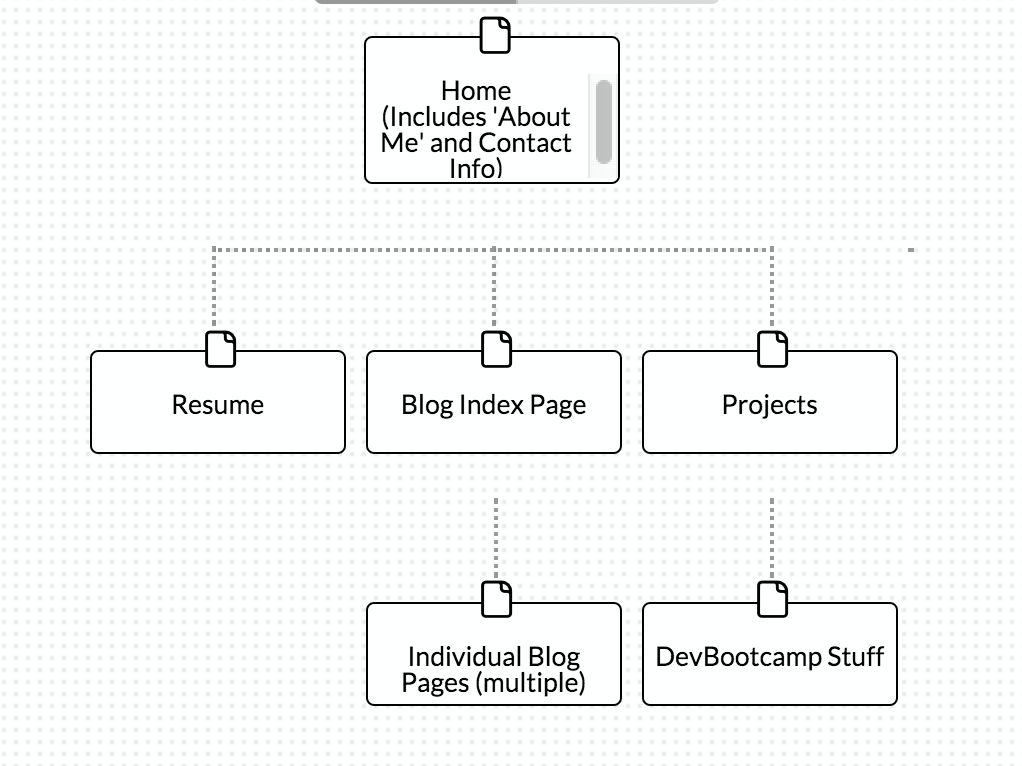 Home
(Includes 'About
Me' and Contact
Info)
Resume
Blog Index Page
Projects
Individual Blog
Pages (multiple)
DevBootcamp Stuff